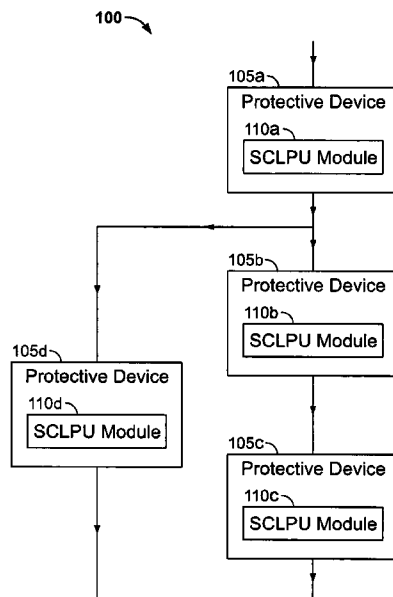 100
105a
Protective Device
110a
SCLPU Module
105b
Protective Device
110b
SCLPU Module
105d
Protective Device
110d
SCLPU Module
105c
Protective Device
110c
SCLPU Module